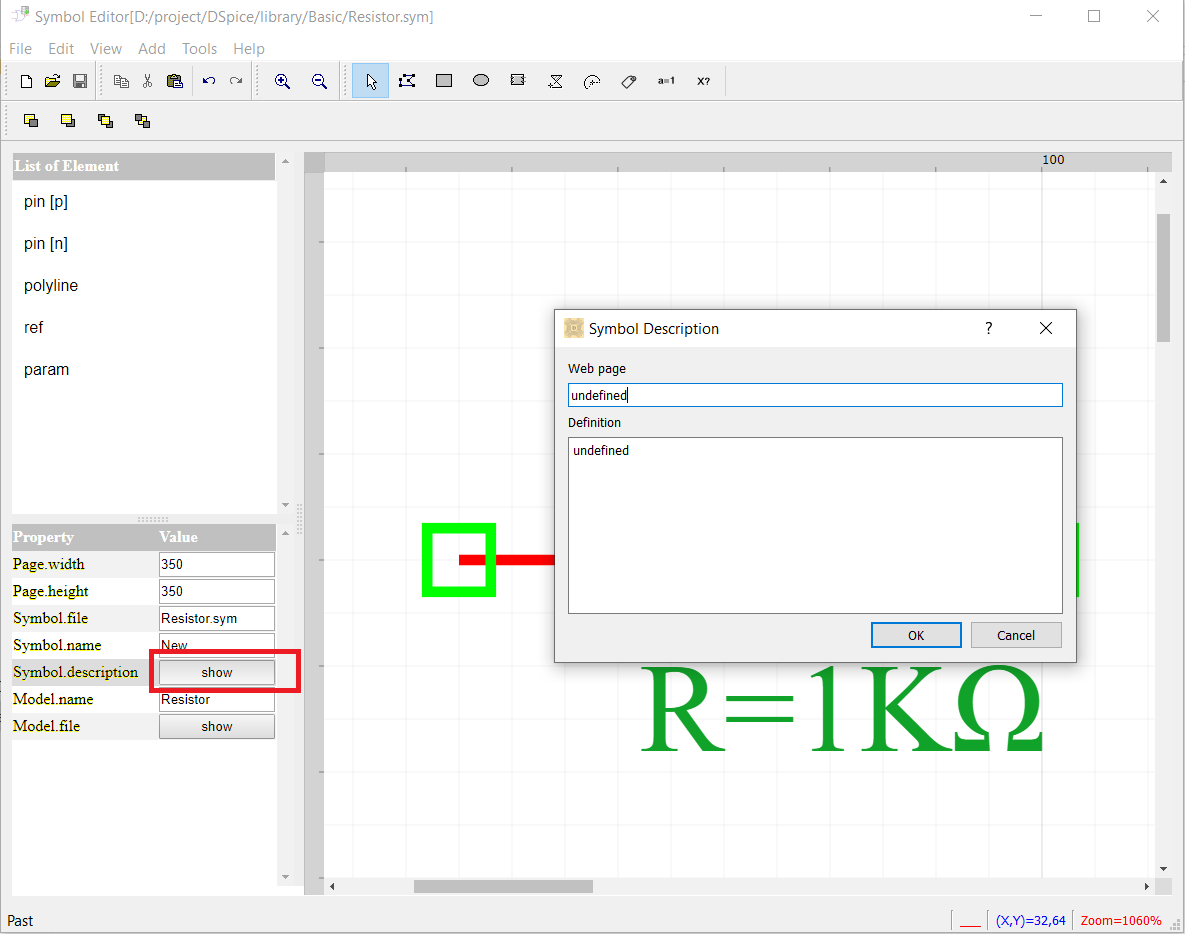 Symbol Editor[D:/project/DSpice/library/Basic/Resistor.sym]
File Edit View Add Tools Help
a=1 X?
List of Element
pin [p]
pin [n]
polyline
ref
param
Property Value
Page.width 350
Page.height 350
Symbol.file Resistor.sym
Symbol.name New
Symbol.description show
Model.name Resistor
Model.file show
100
Symbol Description ?
Web page
undefined
Definition
undefined
OK Cancel
R=1KΩ
Past
(X,Y)=32,64 Zoom=1060%